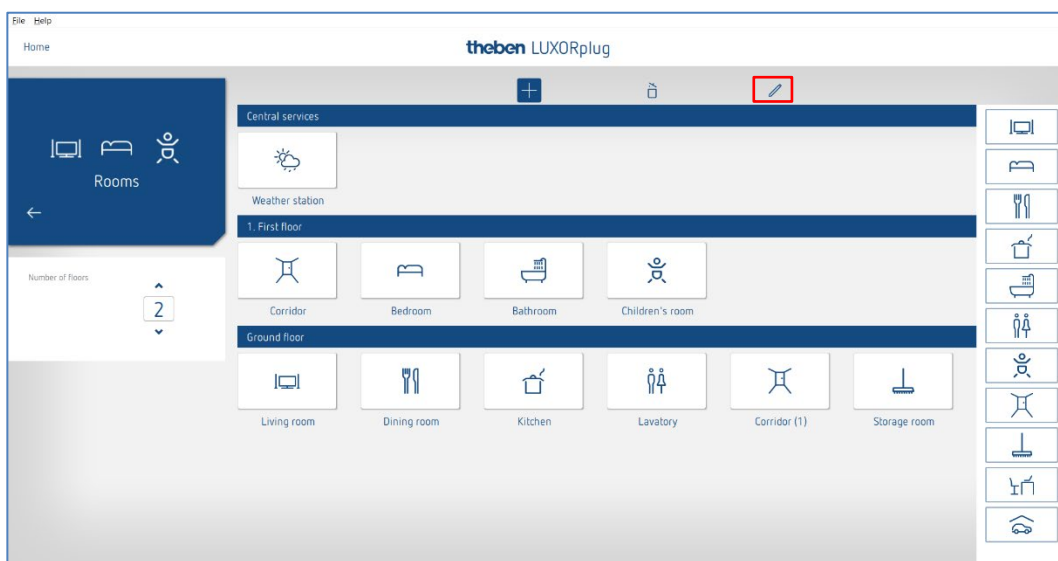 File Help
Home
theben LUXORplug
Central services
Rooms
Weather station
1. First floor
Number of floors
2
Corridor Bedroom Bathroom Children's room
Ground floor
Living room Dining room Kitchen Lavatory Corridor (1) Storage room